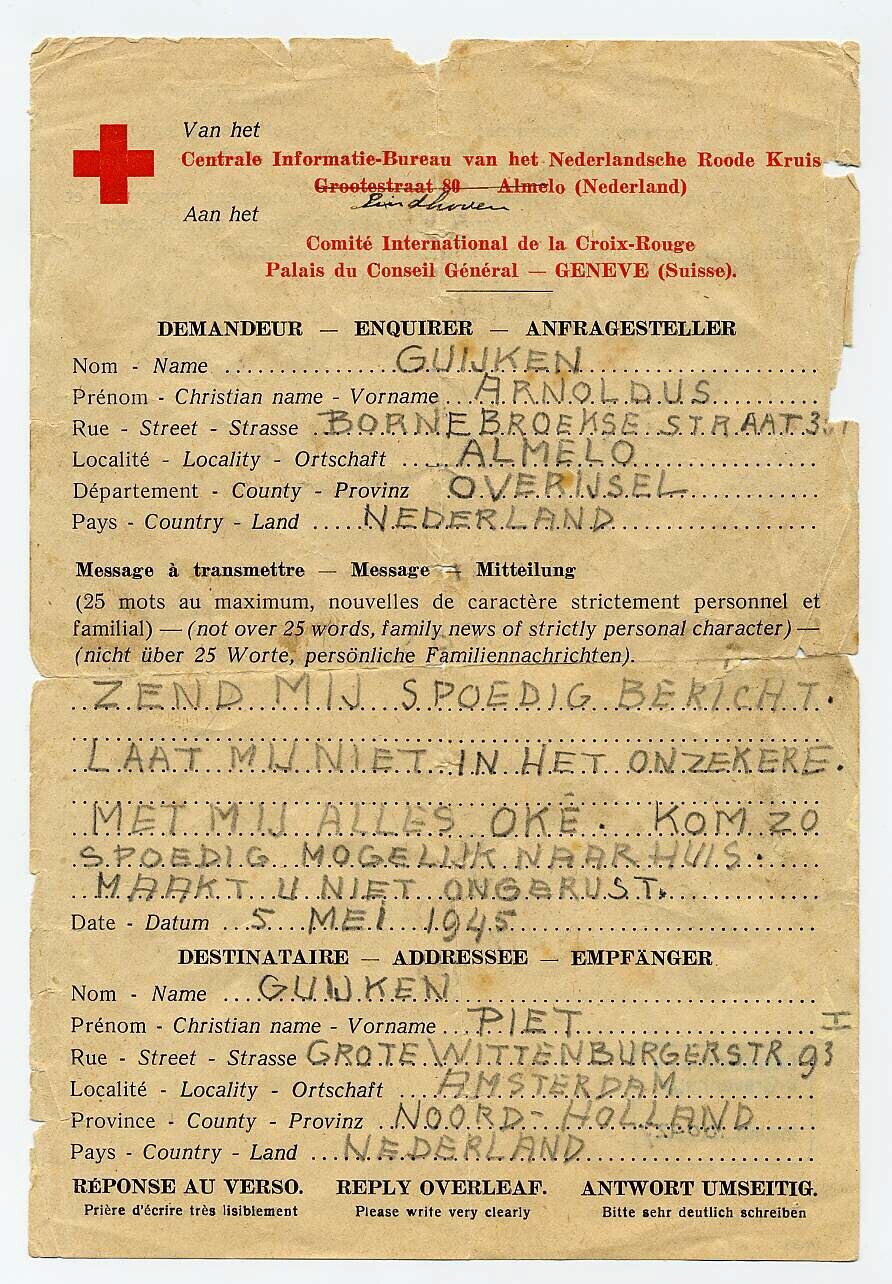 Van het
Centrale Informatie-Bureau van het Nederlandsche Roode Kruis
Grootestraat 80 — Almelo (Nederland)
Eindhoven
Aan het
Comité International de la Croix-Rouge
Palais du Conseil Général — GENEVE (Suisse).
DEMANDEUR — ENQUIRER — ANFRAGESTELLER
Nom - Name GUIJKEN
Prénom - Christian name - Vorname ARNOLDUS
Rue - Street - Strasse BORNEBROEKSE STRAAT
Localité - Locality - Ortschaft ALMELO
Département - County - Provinz OVERIJSEL
Pays - Country - Land NEDERLAND
Message à transmettre — Message — Mitteilung
(25 mots au maximum, nouvelles de caractère strictement personnel et
familial) — (not over 25 words, family news of strictly personal character) —
(nicht über 25 Worte, persönliche Familiennachrichten).
ZEND MIJ SPOEDIG BERICHT.
LAAT MIJ NIET IN HET ONZEKERE.
MET MIJ ALLES OKÉ. KOM ZO
SPOEDIG MOGELIJK NAAR HUIS.
MAAKT U NIET ONGERUST.
Date - Datum 5 MEI 1945
DESTINATAIRE — ADDRESSEE — EMPFÄNGER
Nom - Name GUIJKEN
Prénom - Christian name - Vorname PIET
Rue - Street - Strasse GROTE WITTENBURGERSTR. 93 I
Localité - Locality - Ortschaft AMSTERDAM
Province - County - Provinz NOORD-HOLLAND
Pays - Country - Land NEDERLAND
RÉPONSE AU VERSO. REPLY OVERLEAF. ANTWORT UMSEITIG.
Prière d'écrire très lisiblement Please write very clearly Bitte sehr deutlich schreiben